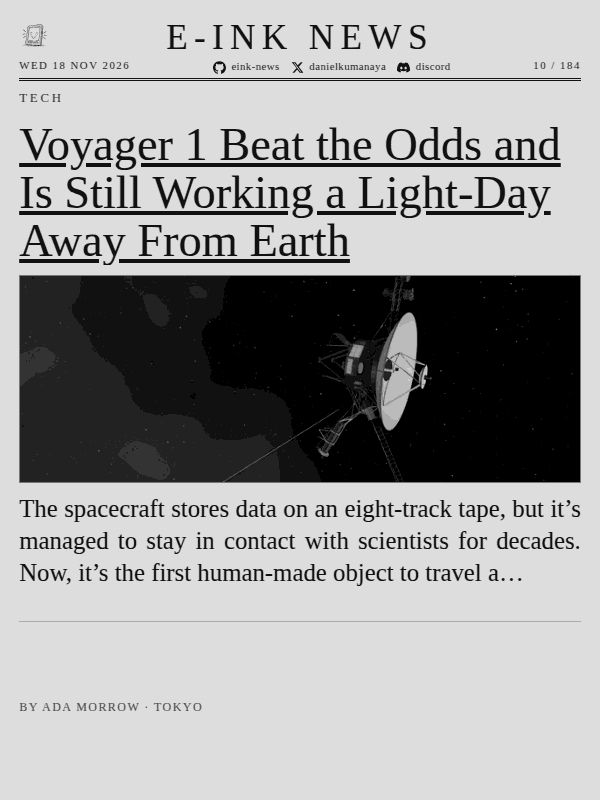 E-INK NEWS
WED 18 NOV 2026
eink-news danielkumanaya discord
10 / 184
TECH
Voyager 1 Beat the Odds and
Is Still Working a Light-Day
Away From Earth
The spacecraft stores data on an eight-track tape, but it’s
managed to stay in contact with scientists for decades.
Now, it’s the first human-made object to travel a…
BY ADA MORROW · TOKYO